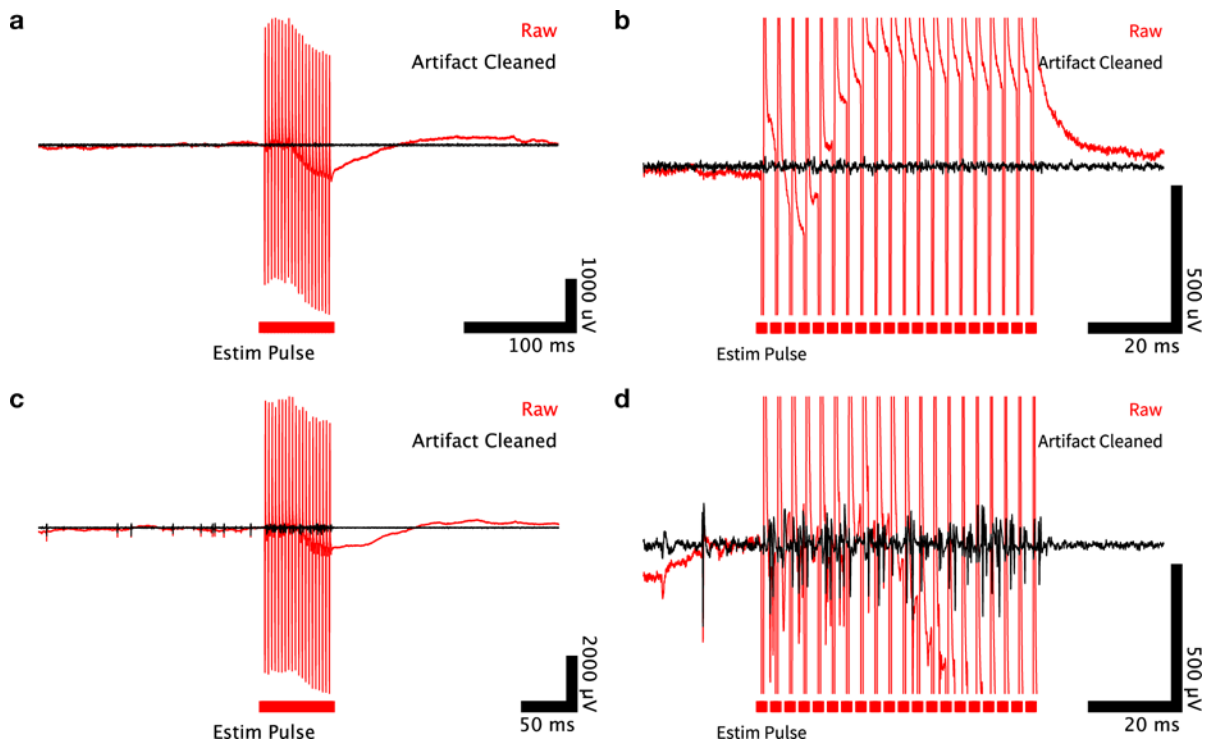 a
Raw
Artifact Cleaned
1000 uV
100 ms
Estim Pulse
b
Raw
Artifact Cleaned
500 uV
20 ms
Estim Pulse
c
Raw
Artifact Cleaned
2000 µV
50 ms
Estim Pulse
d
Raw
Artifact Cleaned
500 µV
20 ms
Estim Pulse